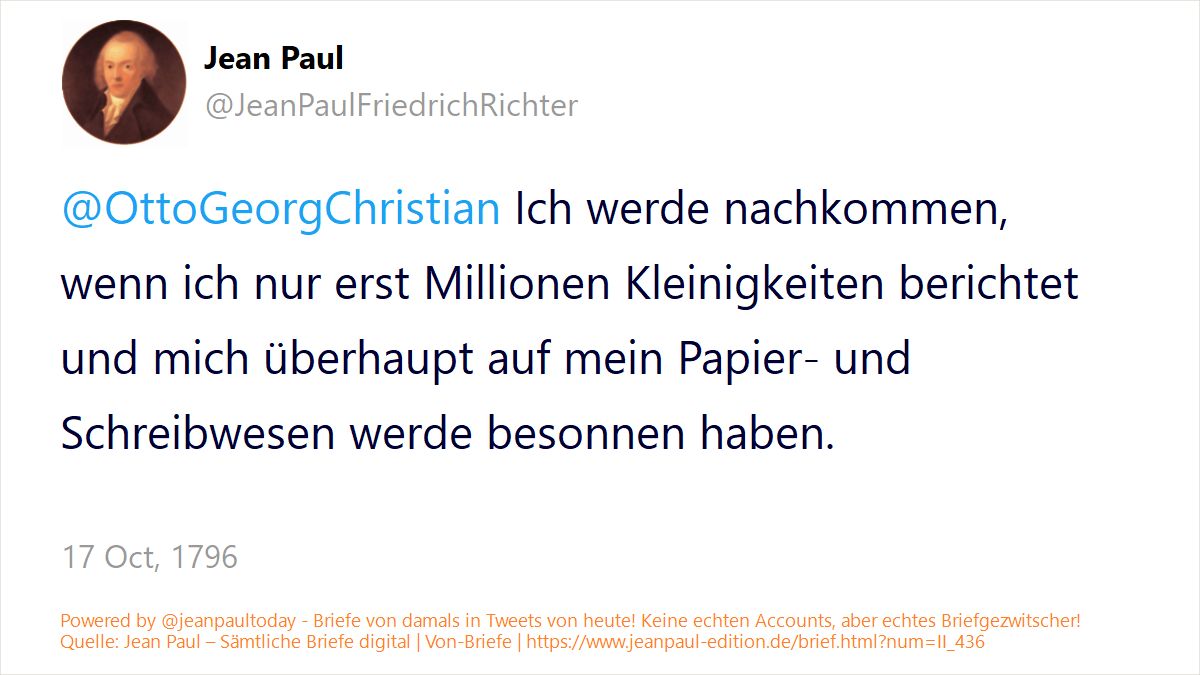 Jean Paul
@JeanPaulFriedrichRichter
@OttoGeorgChristian Ich werde nachkommen,
wenn ich nur erst Millionen Kleinigkeiten berichtet
und mich überhaupt auf mein Papier- und
Schreibwesen werde besonnen haben.
17 Oct, 1796
Powered by @jeanpaultoday - Briefe von damals in Tweets von heute! Keine echten Accounts, aber echtes Briefgezwitscher!
Quelle: Jean Paul – Sämtliche Briefe digital | Von-Briefe | https://www.jeanpaul-edition.de/brief.html?num=II_436